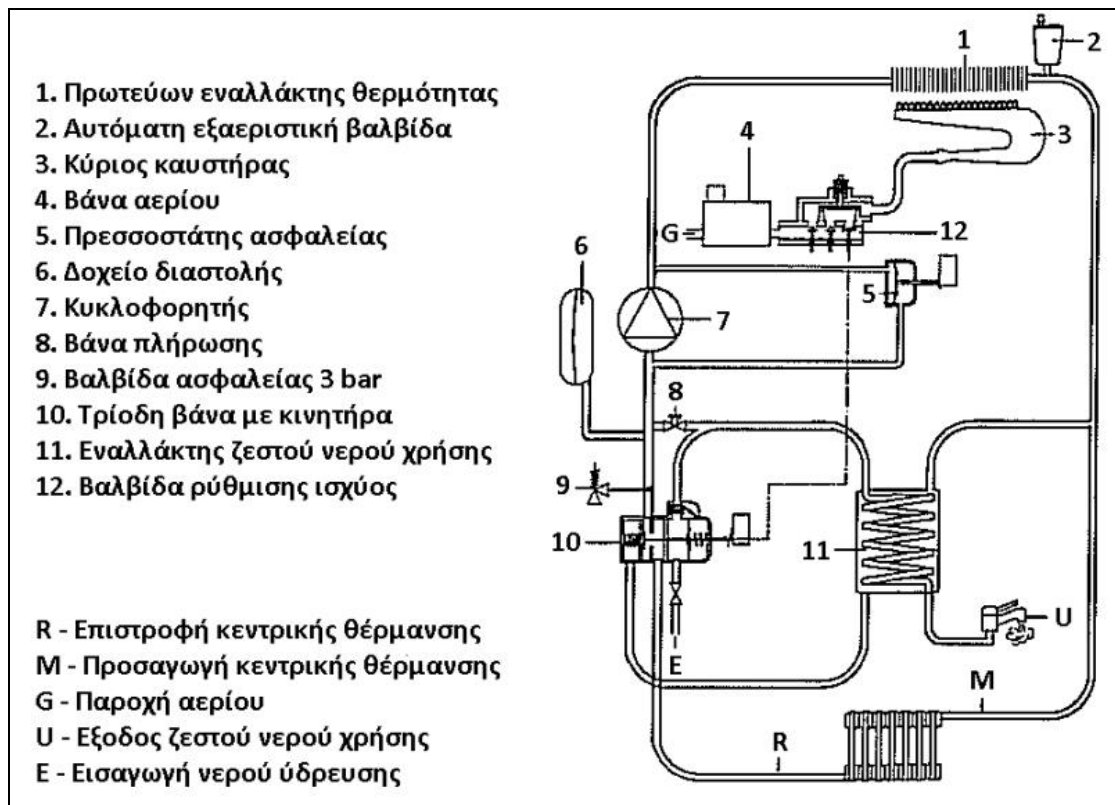 1. Πρωτεύων εναλλάκτης θερμότητας
2. Αυτόματη εξαεριστική βαλβίδα
3. Κύριος καυστήρας
4. Βάνα αερίου
5. Πρεσσοστάτης ασφαλείας
6. Δοχείο διαστολής
7. Κυκλοφορητής
8. Βάνα πλήρωσης
9. Βαλβίδα ασφαλείας 3 bar
10. Τρίοδη βάνα με κινητήρα
11. Εναλλάκτης ζεστού νερού χρήσης
12. Βαλβίδα ρύθμισης ισχύος
R - Επιστροφή κεντρικής θέρμανσης
M - Προσαγωγή κεντρικής θέρμανσης
G - Παροχή αερίου
U - Εξοδος ζεστού νερού χρήσης
E - Εισαγωγή νερού ύδρευσης
1
2
3
4
G
12
6
5
7
8
9
10
11
U
E
M
R